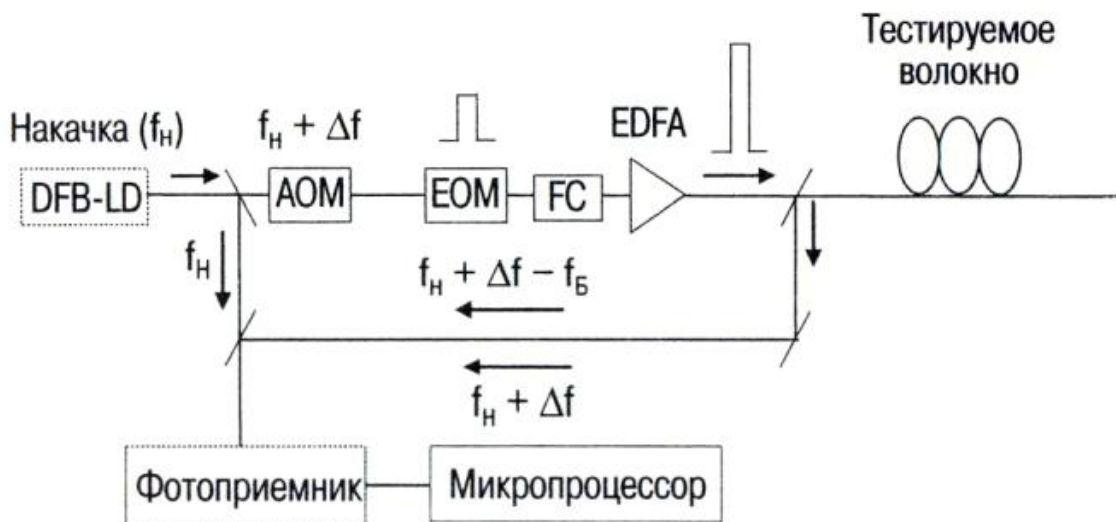 Тестируемое
волокно
Накачка (fн)
fн + Δf
EDFA
DFB-LD
AOM
EOM
FC
fН
fн + Δf – fБ
fн + Δf
Фотоприемник
Микропроцессор